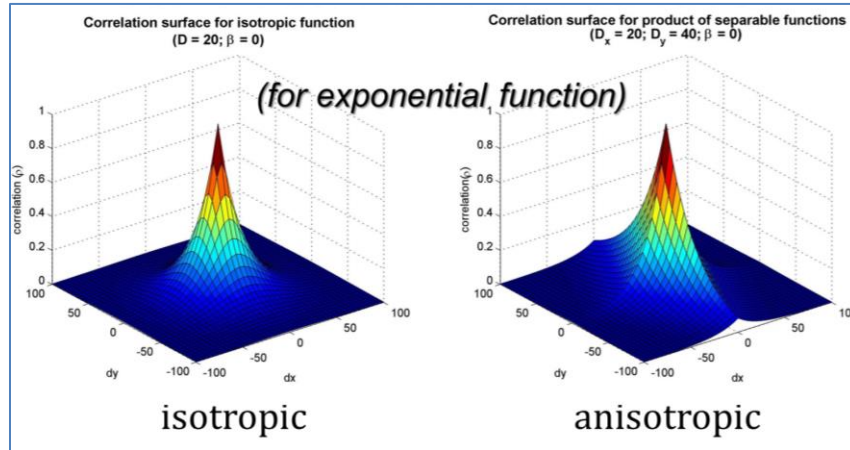 Correlation surface for isotropic function
(D = 20; β = 0)
Correlation surface for product of separable functions
(Dx = 20; Dy = 40; β = 0)
(for exponential function)
1
0.8
0.6
0.4
0.2
0
correlation (ρ)
100
50
0
-50
-100
dy
-100
-50
0
50
100
dx
isotropic
1
0.8
0.6
0.4
0.2
0
correlation(ρ)
100
50
0
-50
-100
dy
-100
-50
0
50
100
dx
anisotropic